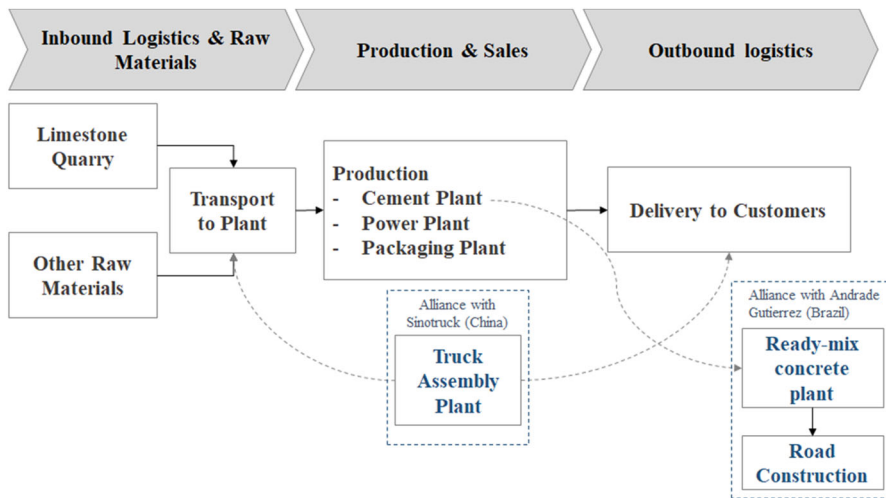 Inbound Logistics & Raw
Materials
Production & Sales
Outbound logistics
Limestone
Quarry
Transport
to Plant
Other Raw
Materials
Production
- Cement Plant
- Power Plant
- Packaging Plant
Delivery to Customers
Alliance with
Sinotruck (China)
Truck
Assembly
Plant
Alliance with Andrade
Gutierrez (Brazil)
Ready-mix
concrete
plant
Road
Construction